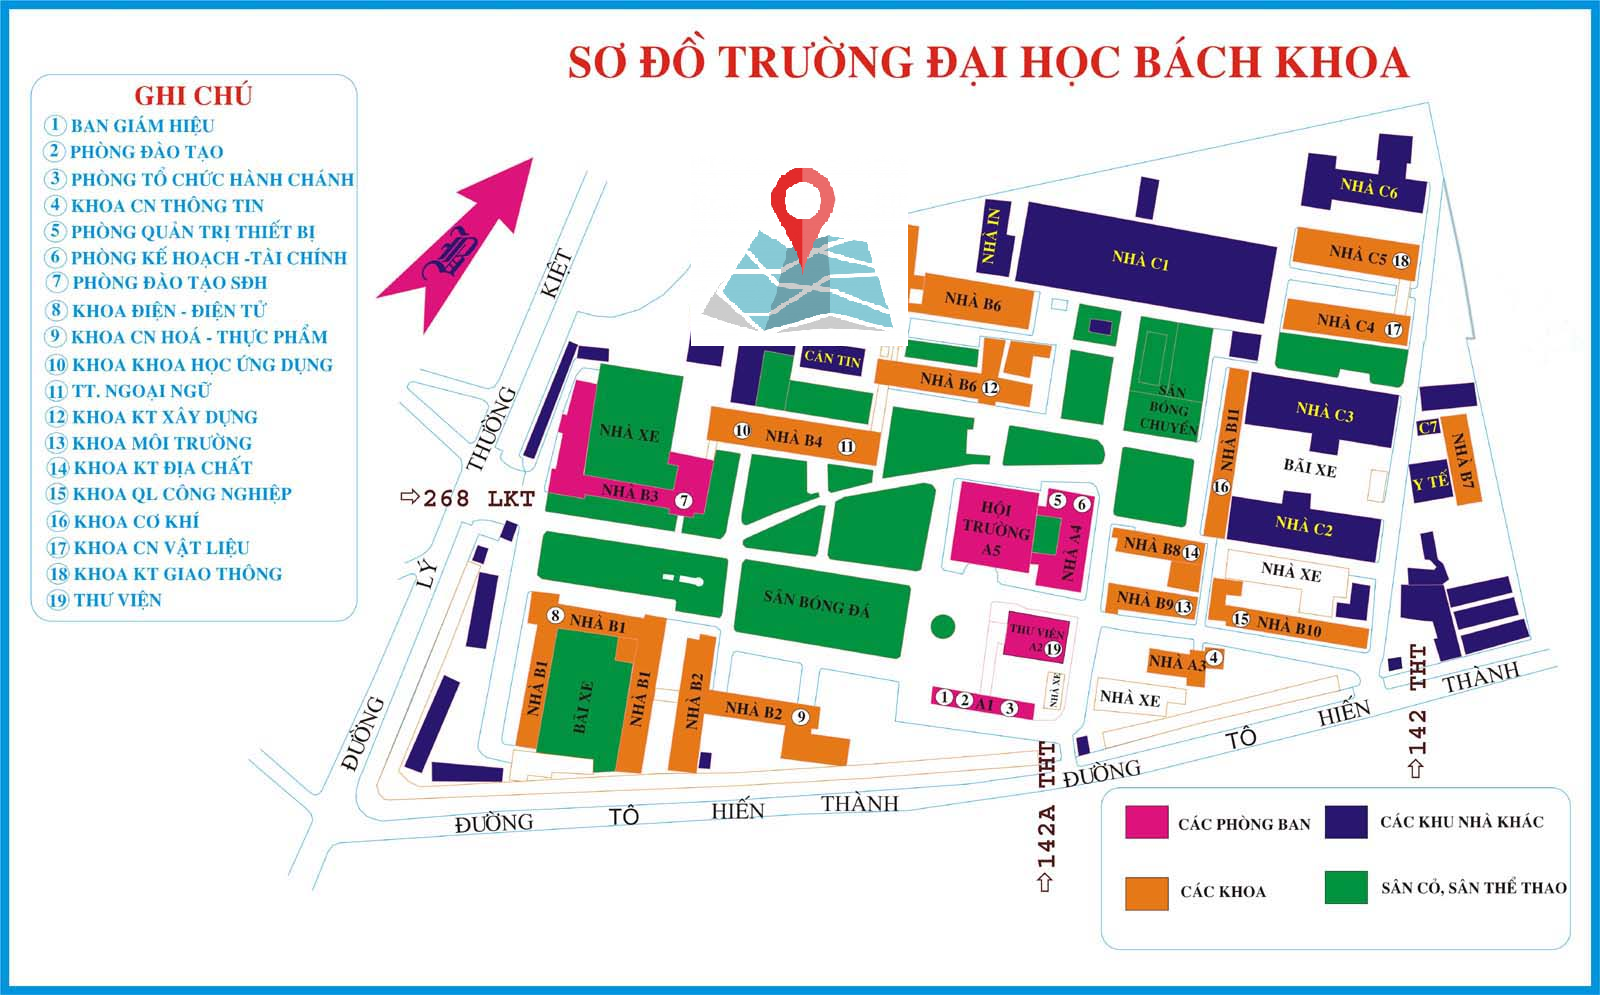 SƠ ĐỒ TRƯỜNG ĐẠI HỌC BÁCH KHOA
GHI CHÚ
1 BAN GIÁM HIỆU
2 PHÒNG ĐÀO TẠO
3 PHÒNG TỔ CHỨC HÀNH CHÁNH
4 KHOA CN THÔNG TIN
5 PHÒNG QUẢN TRỊ THIẾT BỊ
6 PHÒNG KẾ HOẠCH -TÀI CHÍNH
7 PHÒNG ĐÀO TẠO SĐH
8 KHOA ĐIỆN - ĐIỆN TỬ
9 KHOA CN HOÁ - THỰC PHẨM
10 KHOA KHOA HỌC ỨNG DỤNG
11 TT. NGOẠI NGỮ
12 KHOA KT XÂY DỰNG
13 KHOA MÔI TRƯỜNG
14 KHOA KT ĐỊA CHẤT
15 KHOA QL CÔNG NGHIỆP
16 KHOA CƠ KHÍ
17 KHOA CN VẬT LIỆU
18 KHOA KT GIAO THÔNG
19 THƯ VIỆN
ĐƯỜNG LÝ THƯỜNG KIỆT
268 LKT
NHÀ IN
NHÀ C1
NHÀ C6
NHÀ C5 18
NHÀ C4 17
NHÀ B6
CĂN TIN
NHÀ B6 12
SÂN
BÓNG
CHUYỀN
NHÀ B11
16
NHÀ C3
BÃI XE
NHÀ C2
C7
Y TẾ
NHÀ B7
NHÀ XE
NHÀ B3 7
10 NHÀ B4 11
HỘI
TRƯỜNG
A5
5 6
NHÀ A4
NHÀ B8 14
NHÀ XE
NHÀ B9 13
15 NHÀ B10
SÂN BÓNG ĐÁ
8 NHÀ B1
NHÀ B1
BÃI XE
NHÀ B1
NHÀ B2
NHÀ B2 9
THƯ VIỆN
A2 19
NHÀ XE
1 2 A1 3
NHÀ A3 4
NHÀ XE
ĐƯỜNG TÔ HIẾN THÀNH
ĐƯỜNG TÔ HIẾN THÀNH
142A THT
142 THT
CÁC PHÒNG BAN
CÁC KHU NHÀ KHÁC
CÁC KHOA
SÂN CỎ, SÂN THỂ THAO